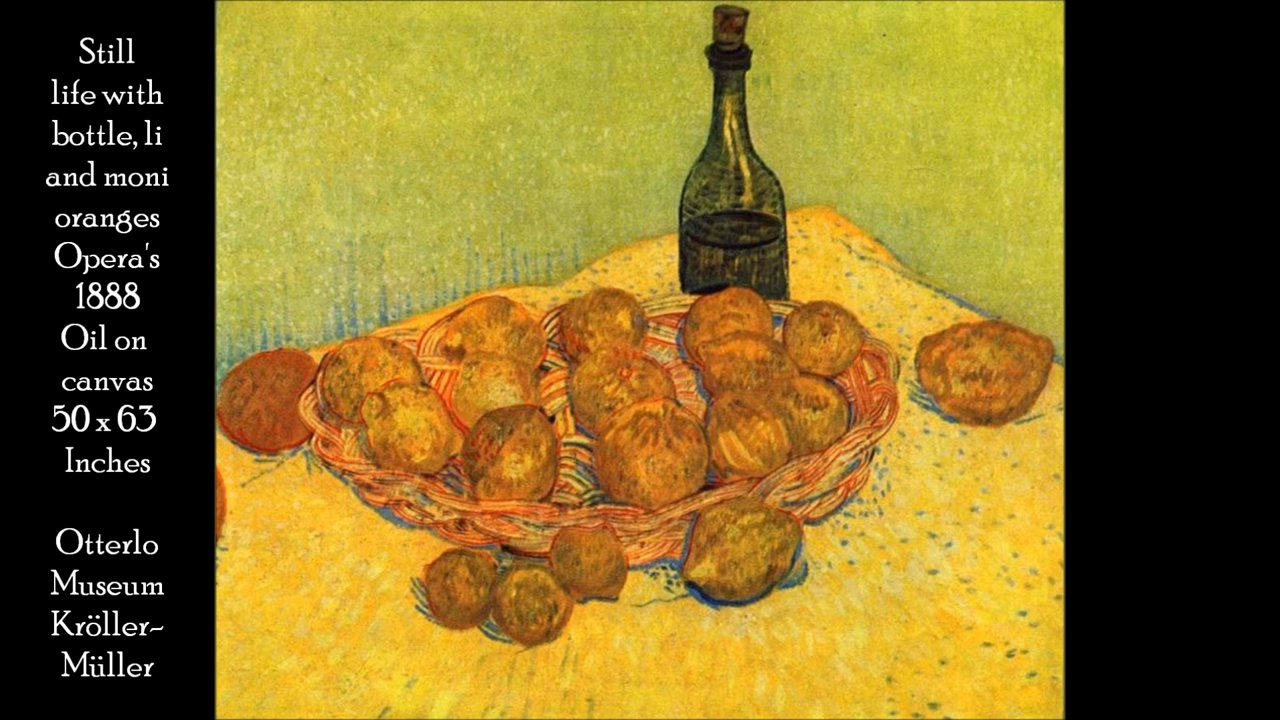 Still
life with
bottle, li
and moni
oranges
Opera's
1888
Oil on
canvas
50 x 63
Inches
Otterlo
Museum
Kröller-
Müller